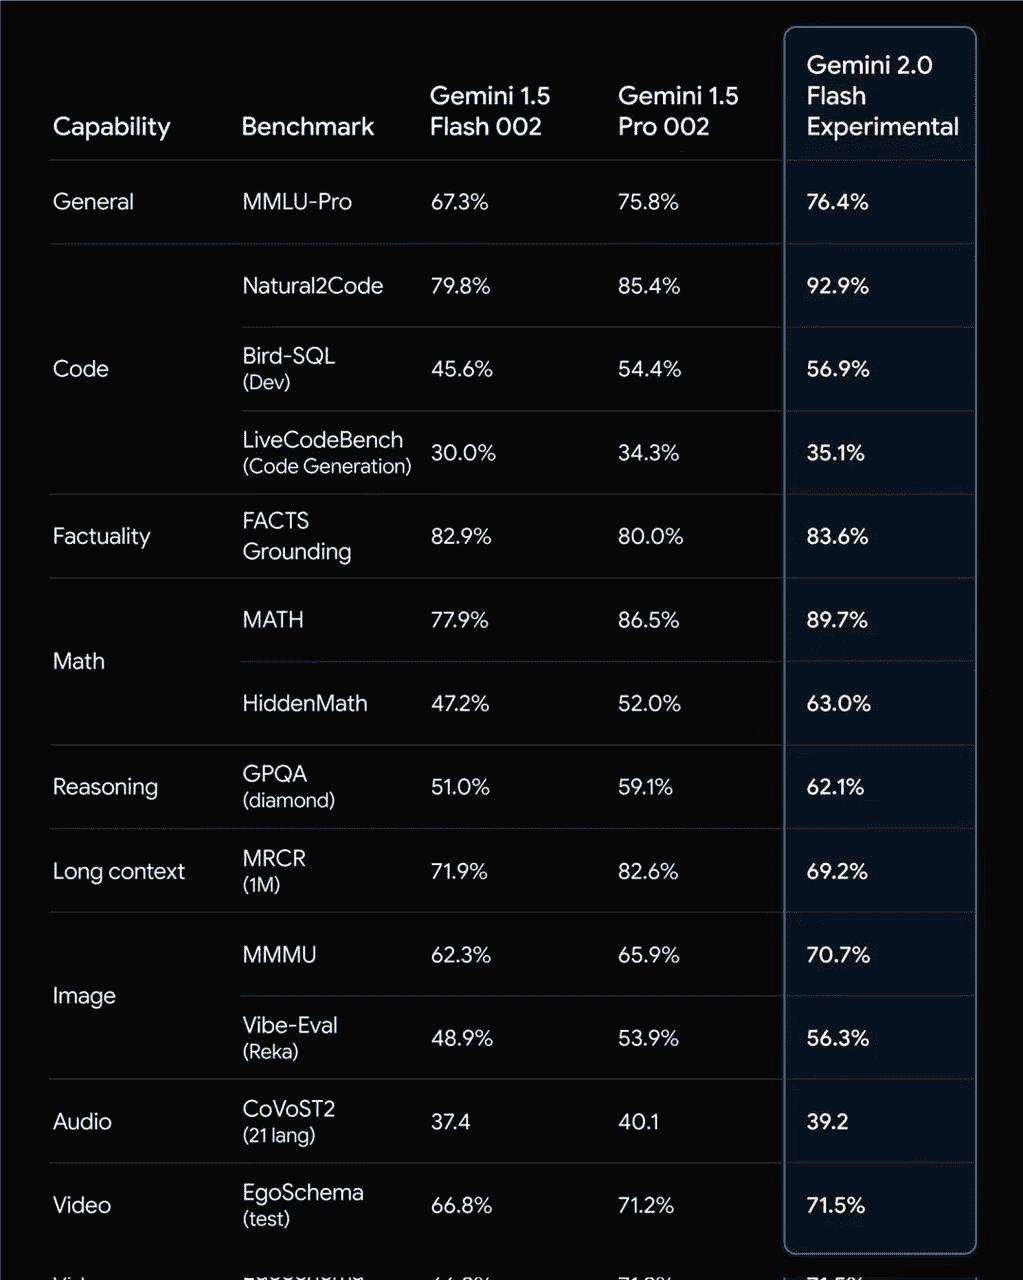 Capability Benchmark Gemini 1.5 Flash 002 Gemini 1.5 Pro 002 Gemini 2.0 Flash Experimental
General MMLU-Pro 67.3% 75.8% 76.4%
Code
Natural2Code 79.8% 85.4% 92.9%
Bird-SQL (Dev) 45.6% 54.4% 56.9%
LiveCodeBench (Code Generation) 30.0% 34.3% 35.1%
Factuality FACTS Grounding 82.9% 80.0% 83.6%
Math
MATH 77.9% 86.5% 89.7%
HiddenMath 47.2% 52.0% 63.0%
Reasoning GPQA (diamond) 51.0% 59.1% 62.1%
Long context MRCR (1M) 71.9% 82.6% 69.2%
Image
MMMU 62.3% 65.9% 70.7%
Vibe-Eval (Reka) 48.9% 53.9% 56.3%
Audio CoVoST2 (21 lang) 37.4 40.1 39.2
Video EgoSchema (test) 66.8% 71.2% 71.5%